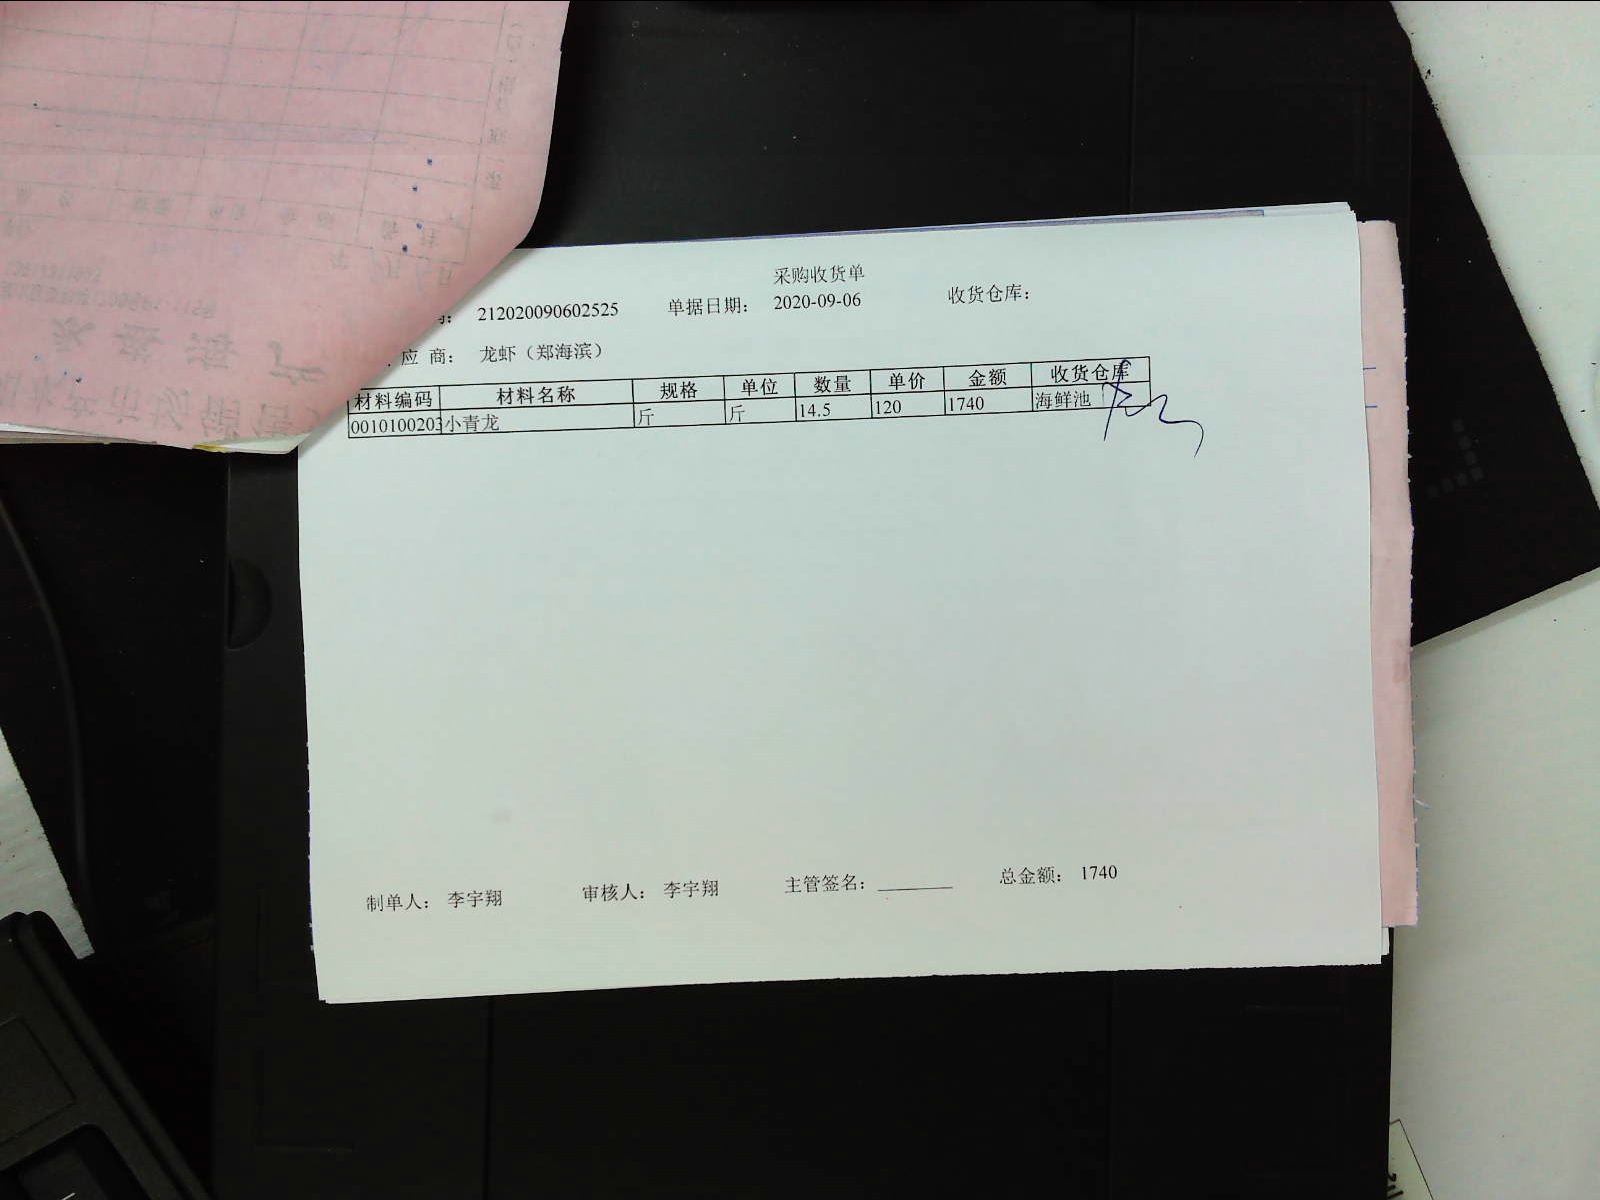 采购收货单
212020090602525 单据日期： 2020-09-06 收货仓库：
应 商： 龙虾（郑海滨）
材料编码 材料名称 规格 单位 数量 单价 金额 收货仓库
0010100203 小青龙 斤 斤 14.5 120 1740 海鲜池
制单人： 李宇翔 审核人： 李宇翔 主管签名： 总金额： 1740